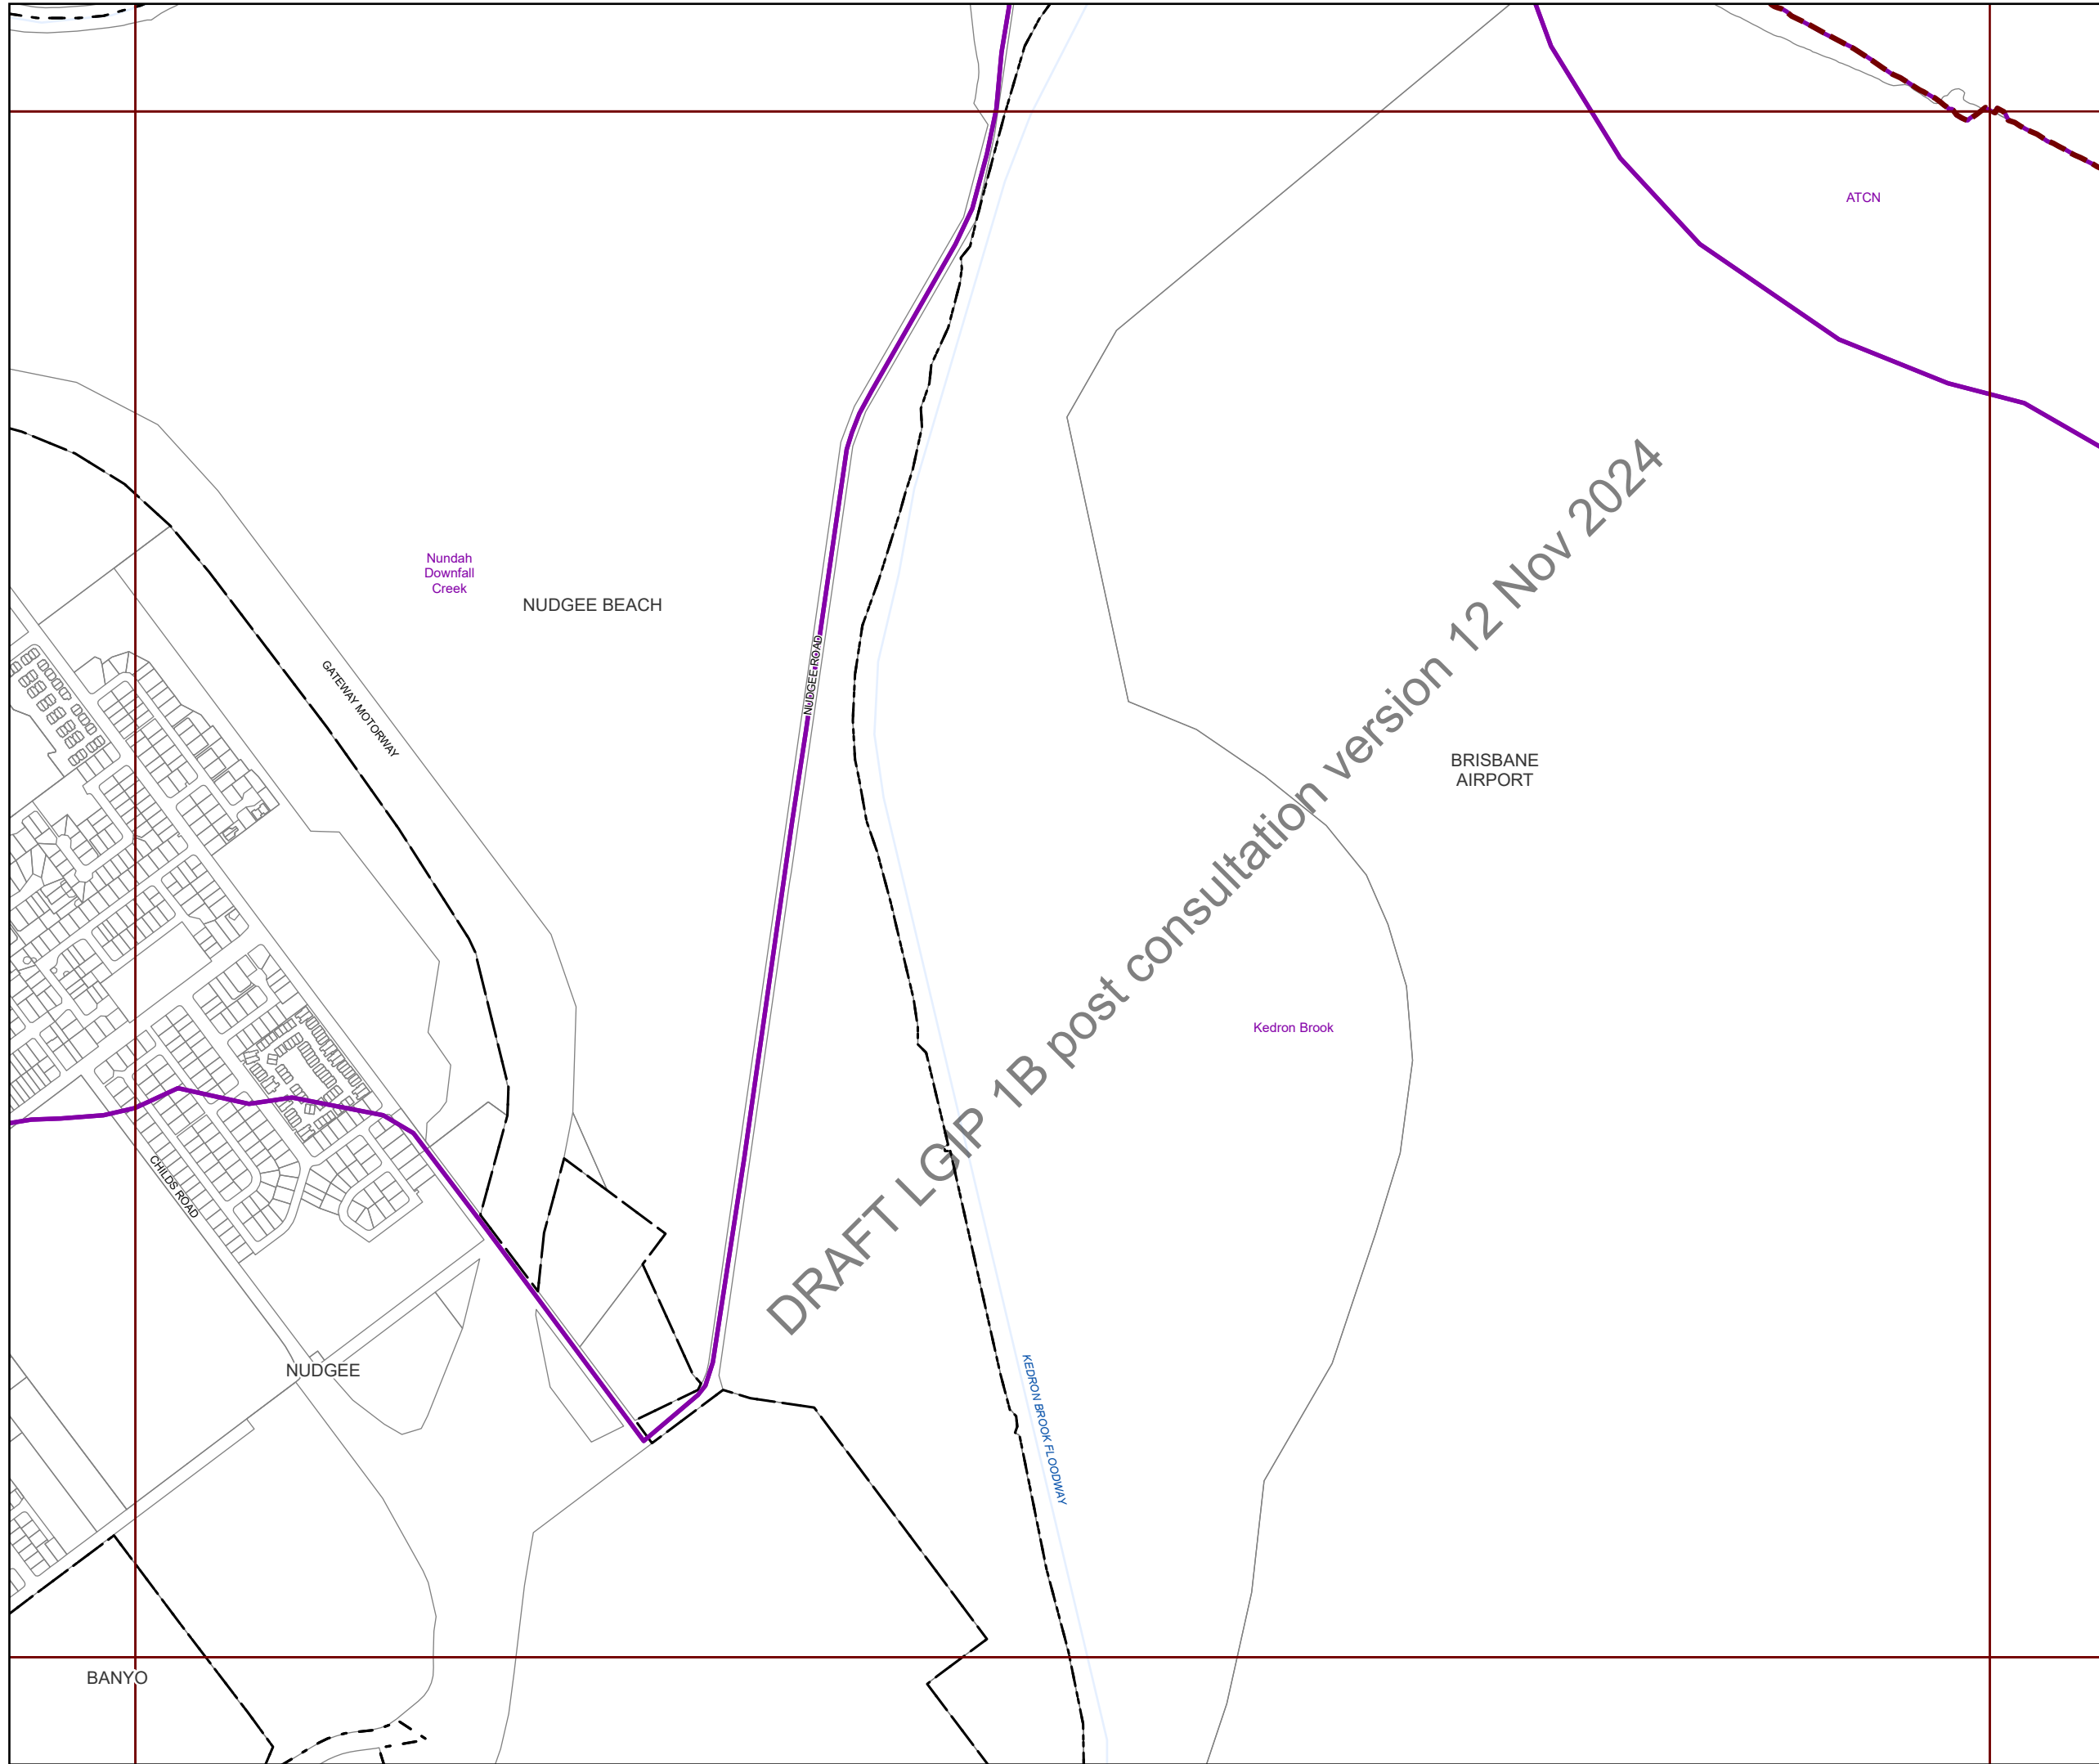 ATCN
Nundah
Downfall
Creek
NUDGEE BEACH
NUDGEE ROAD
GATEWAY MOTORWAY
BRISBANE
AIRPORT
DRAFT LGIP 1B post consultation version 12 Nov 2024
Kedron Brook
CHILDS ROAD
NUDGEE
KEDRON BROOK FLOODWAY
BANYO